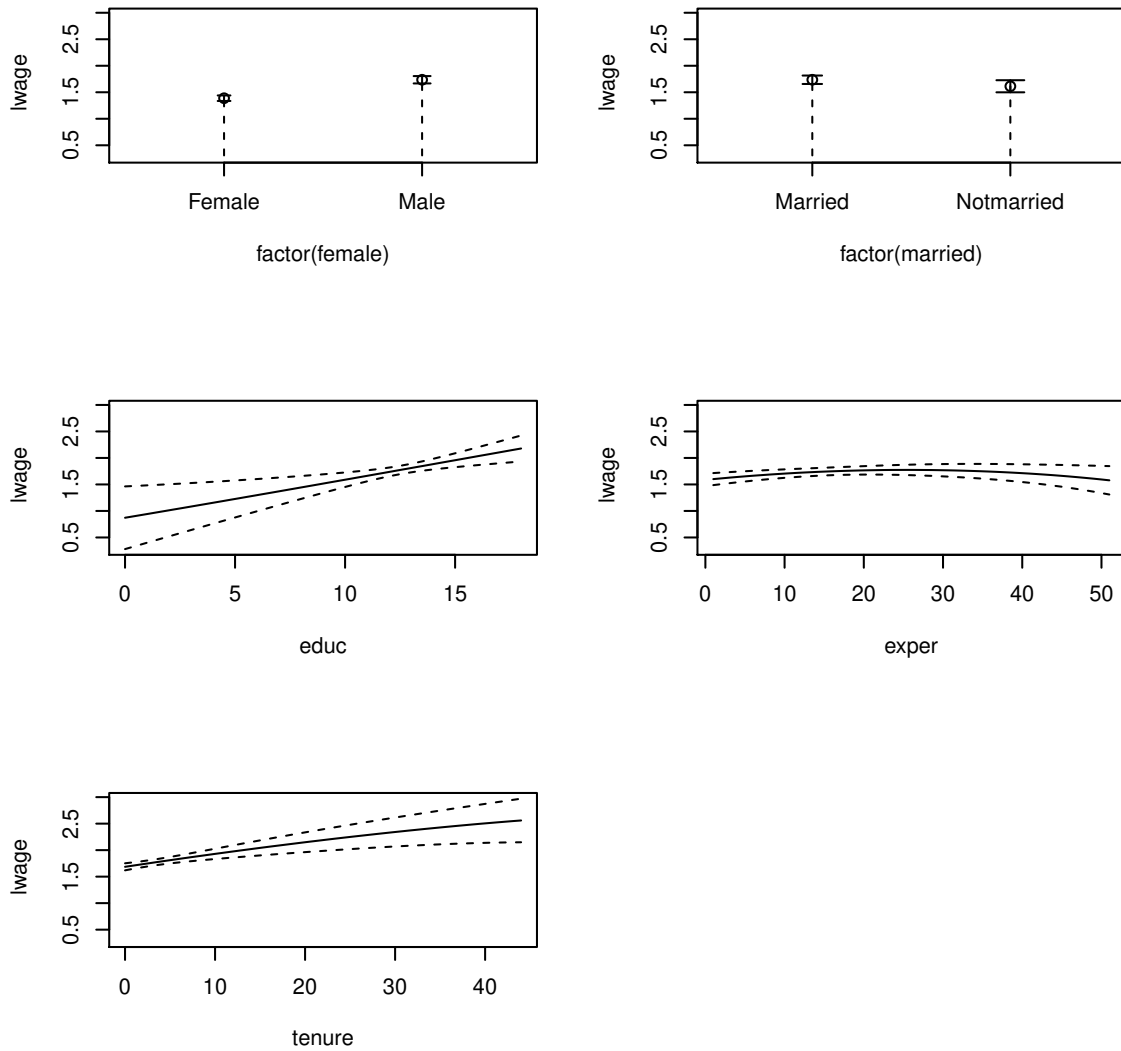 lwage
2.5
1.5
0.5
Female Male
factor(female)
lwage
2.5
1.5
0.5
Married Notmarried
factor(married)
lwage
2.5
1.5
0.5
0 5 10 15
educ
lwage
2.5
1.5
0.5
0 10 20 30 40 50
exper
lwage
2.5
1.5
0.5
0 10 20 30 40
tenure